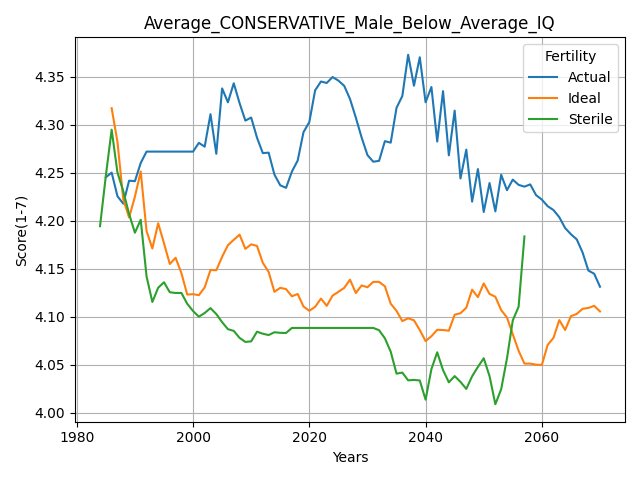 Average_CONSERVATIVE_Male_Below_Average_IQ
Fertility
Actual
Ideal
Sterile
Score(1-7)
4.35
4.30
4.25
4.20
4.15
4.10
4.05
4.00
1980
2000
2020
2040
2060
Years